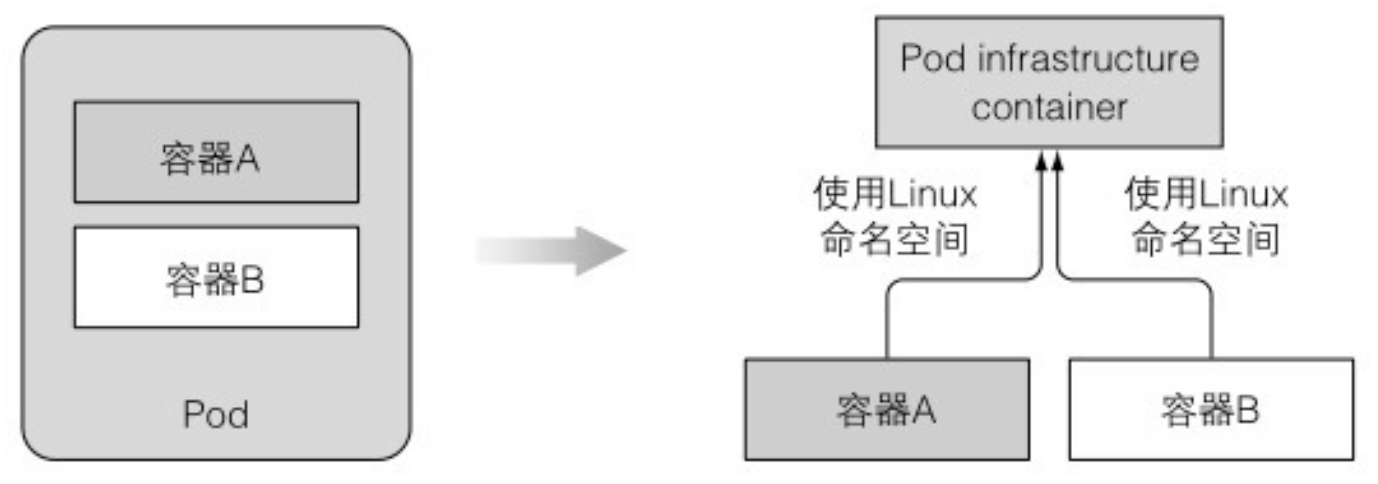 容器A
容器B
Pod
Pod infrastructure
container
使用Linux
命名空间
使用Linux
命名空间
容器A
容器B